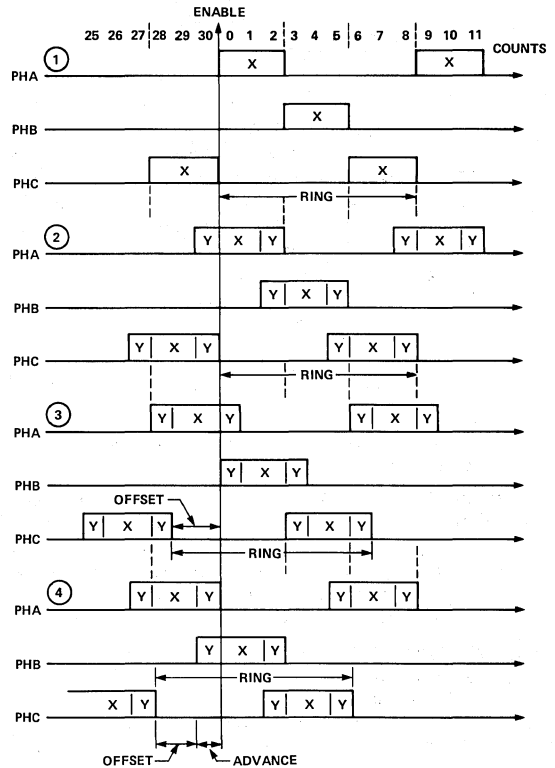 ENABLE
25 26 27 28 29 30 0 1 2 3 4 5 6 7 8 9 10 11 COUNTS
1
X X
PHA
X
PHB
X X
PHC
RING
2
Y X Y Y X Y
PHA
Y X Y
PHB
Y X Y Y X Y
PHC
RING
3
Y X Y Y X Y
PHA
Y X Y
PHB
OFFSET
Y X Y Y X Y
PHC
RING
4
Y X Y Y X Y
PHA
Y X Y
PHB
RING
X Y Y X Y
PHC
OFFSET ADVANCE